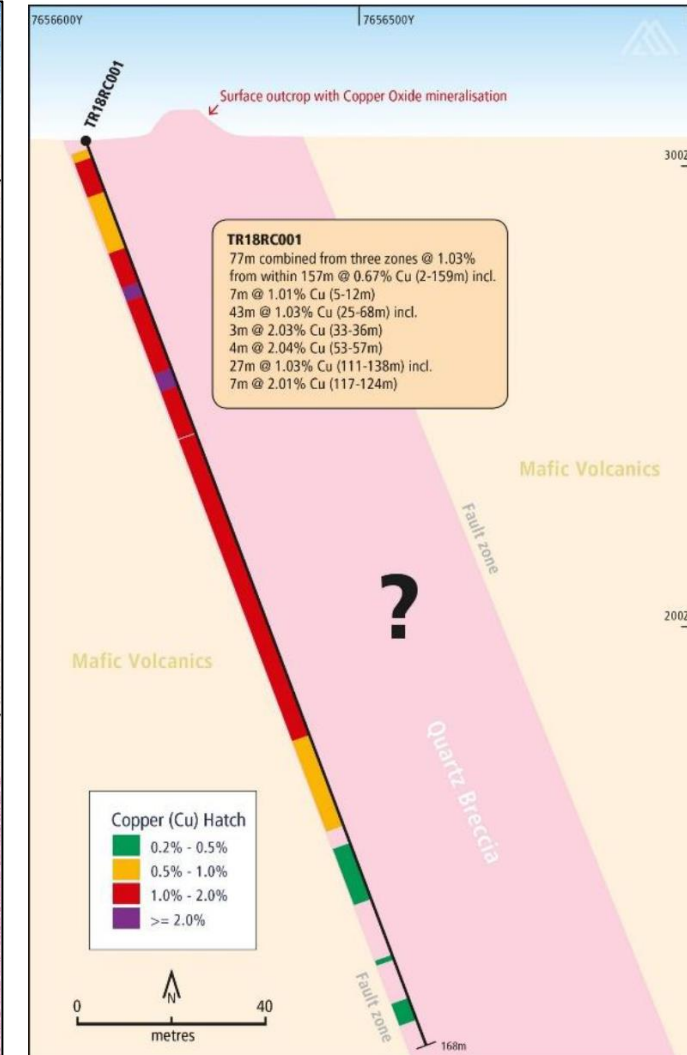 7656600Y
7656500Y
TR18RC001
Surface outcrop with Copper Oxide mineralisation
300Z
TR18RC001
77m combined from three zones @ 1.03%
from within 157m @ 0.67% Cu (2-159m) incl.
7m @ 1.01% Cu (5-12m)
43m @ 1.03% Cu (25-68m) incl.
3m @ 2.03% Cu (33-36m)
4m @ 2.04% Cu (53-57m)
27m @ 1.03% Cu (111-138m) incl.
7m @ 2.01% Cu (117-124m)
Mafic Volcanics
Fault zone
?
200Z
Mafic Volcanics
Quartz Breccia
Copper (Cu) Hatch
0.2% - 0.5%
0.5% - 1.0%
1.0% - 2.0%
>= 2.0%
N
0 40
metres
Fault zone
168m